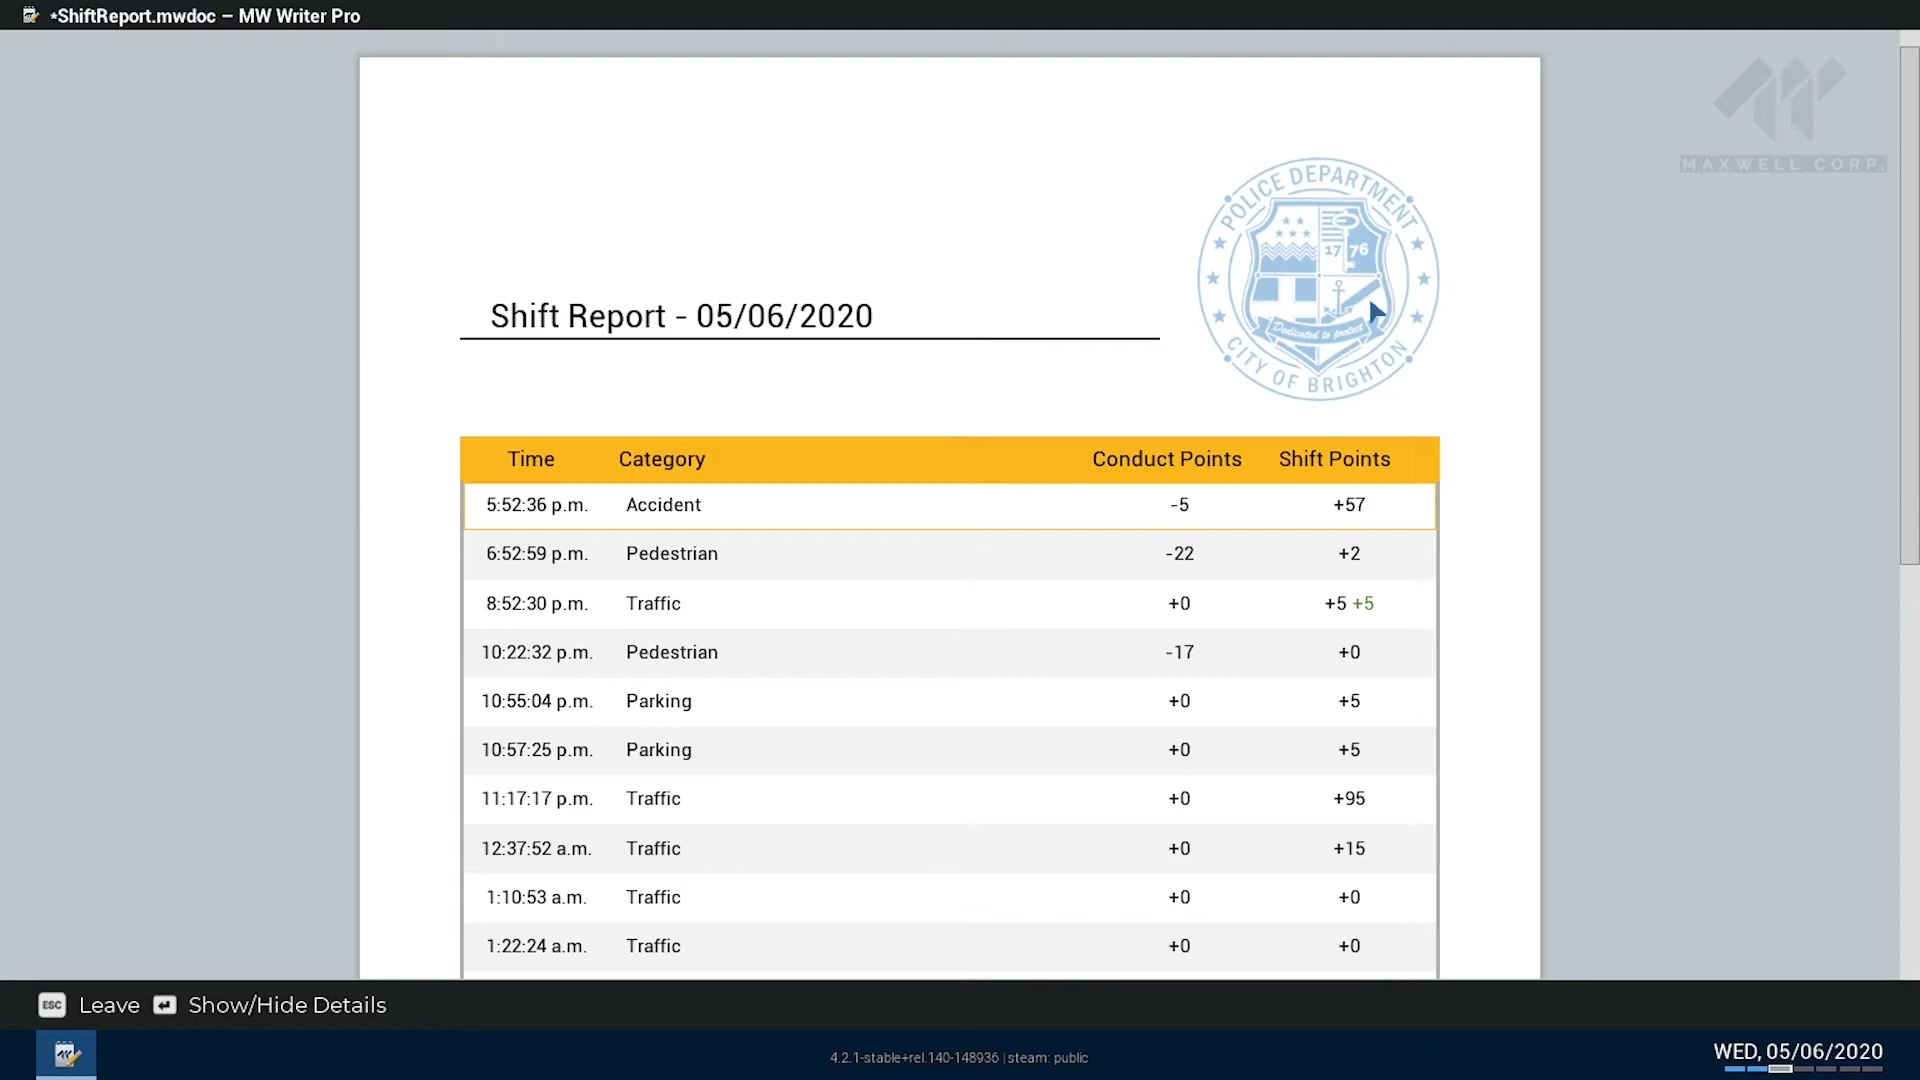 *ShiftReport.mwdoc – MW Writer Pro
MAXWELL CORP.
POLICE DEPARTMENT
1776
Dedicated to protect
CITY OF BRIGHTON
Shift Report - 05/06/2020
Time Category Conduct Points Shift Points
5:52:36 p.m. Accident -5 +57
6:52:59 p.m. Pedestrian -22 +2
8:52:30 p.m. Traffic +0 +5 +5
10:22:32 p.m. Pedestrian -17 +0
10:55:04 p.m. Parking +0 +5
10:57:25 p.m. Parking +0 +5
11:17:17 p.m. Traffic +0 +95
12:37:52 a.m. Traffic +0 +15
1:10:53 a.m. Traffic +0 +0
1:22:24 a.m. Traffic +0 +0
ESC Leave Show/Hide Details
4.2.1-stable+rel.140-148936 | steam: public
WED, 05/06/2020